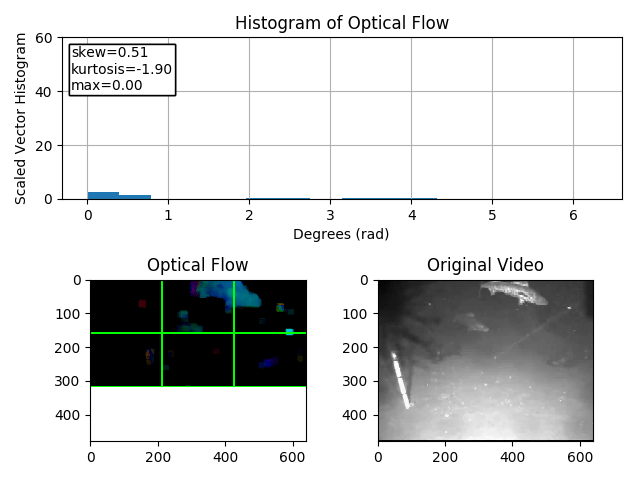 Histogram of Optical Flow
Scaled Vector Histogram
60
40
20
0
skew=0.51
kurtosis=-1.90
max=0.00
0 1 2 3 4 5 6
Degrees (rad)
Optical Flow
0
100
200
300
400
0 200 400 600
Original Video
0
100
200
300
400
0 200 400 600